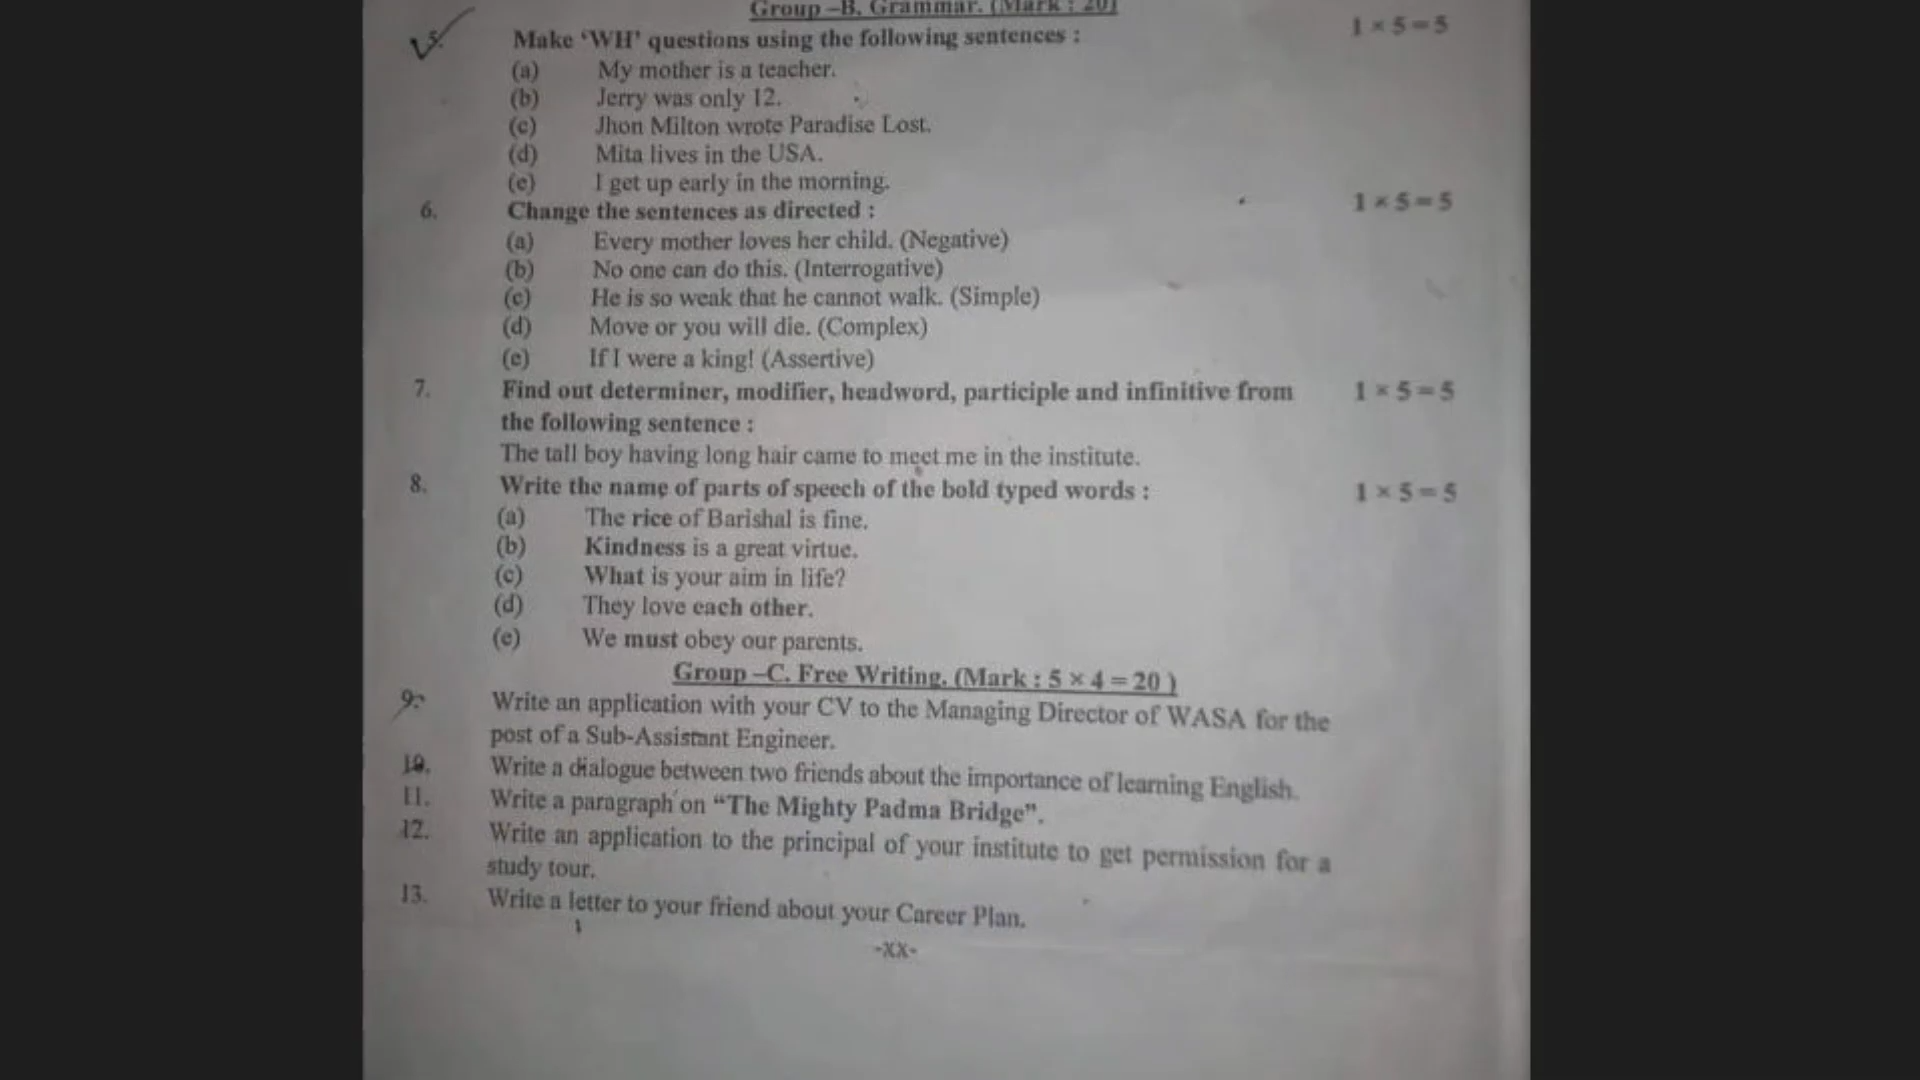 Group –B. Grammar. (Mark : 20)
5. Make ‘WH’ questions using the following sentences : 1 × 5 = 5
(a) My mother is a teacher.
(b) Jerry was only 12.
(c) Jhon Milton wrote Paradise Lost.
(d) Mita lives in the USA.
(e) I get up early in the morning.
6. Change the sentences as directed : 1 × 5 = 5
(a) Every mother loves her child. (Negative)
(b) No one can do this. (Interrogative)
(c) He is so weak that he cannot walk. (Simple)
(d) Move or you will die. (Complex)
(e) If I were a king! (Assertive)
7. Find out determiner, modifier, headword, participle and infinitive from 1 × 5 = 5
the following sentence :
The tall boy having long hair came to meet me in the institute.
8. Write the name of parts of speech of the bold typed words : 1 × 5 = 5
(a) The rice of Barishal is fine.
(b) Kindness is a great virtue.
(c) What is your aim in life?
(d) They love each other.
(e) We must obey our parents.
Group –C. Free Writing. (Mark : 5 × 4 = 20 )
9. Write an application with your CV to the Managing Director of WASA for the
post of a Sub-Assistant Engineer.
10. Write a dialogue between two friends about the importance of learning English.
11. Write a paragraph on “The Mighty Padma Bridge”.
12. Write an application to the principal of your institute to get permission for a
study tour.
13. Write a letter to your friend about your Career Plan.
-XX-